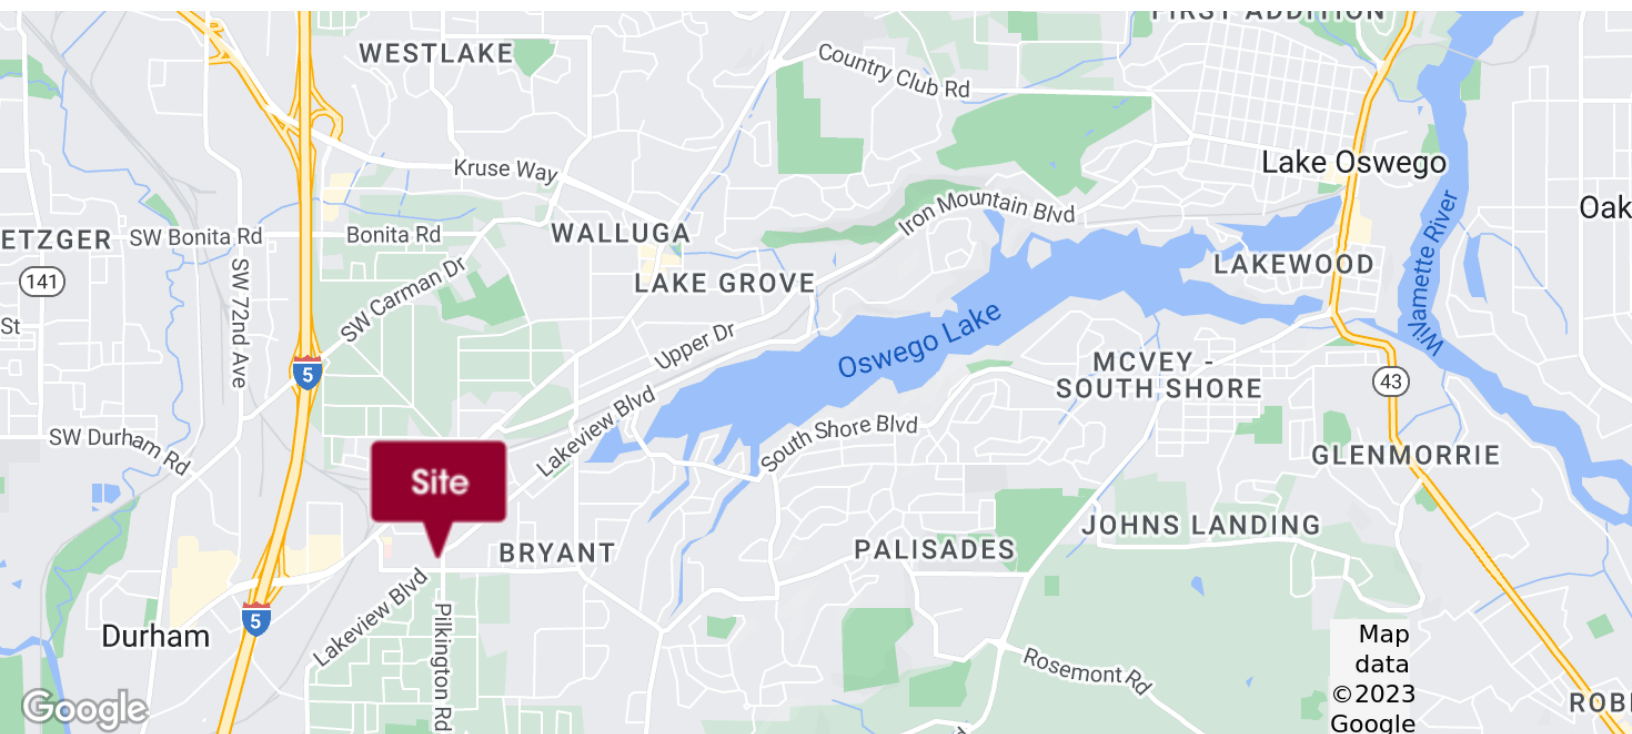 FIRST ADDITION
WESTLAKE
Country Club Rd
Kruse Way
Lake Oswego
Iron Mountain Blvd
Oak
ETZGER
SW Bonita Rd
Bonita Rd
WALLUGA
Willamette River
141
SW 72nd Ave
SW Carman Dr
LAKE GROVE
LAKEWOOD
St
Upper Dr
Oswego Lake
5
MCVEY -
SOUTH SHORE
43
SW Durham Rd
Lakeview Blvd
South Shore Blvd
GLENMORRIE
Site
JOHNS LANDING
BRYANT
PALISADES
5
Durham
Lakeview Blvd
Pilkington Rd
Rosemont Rd
Map
data
©2023
Google
ROB
Google